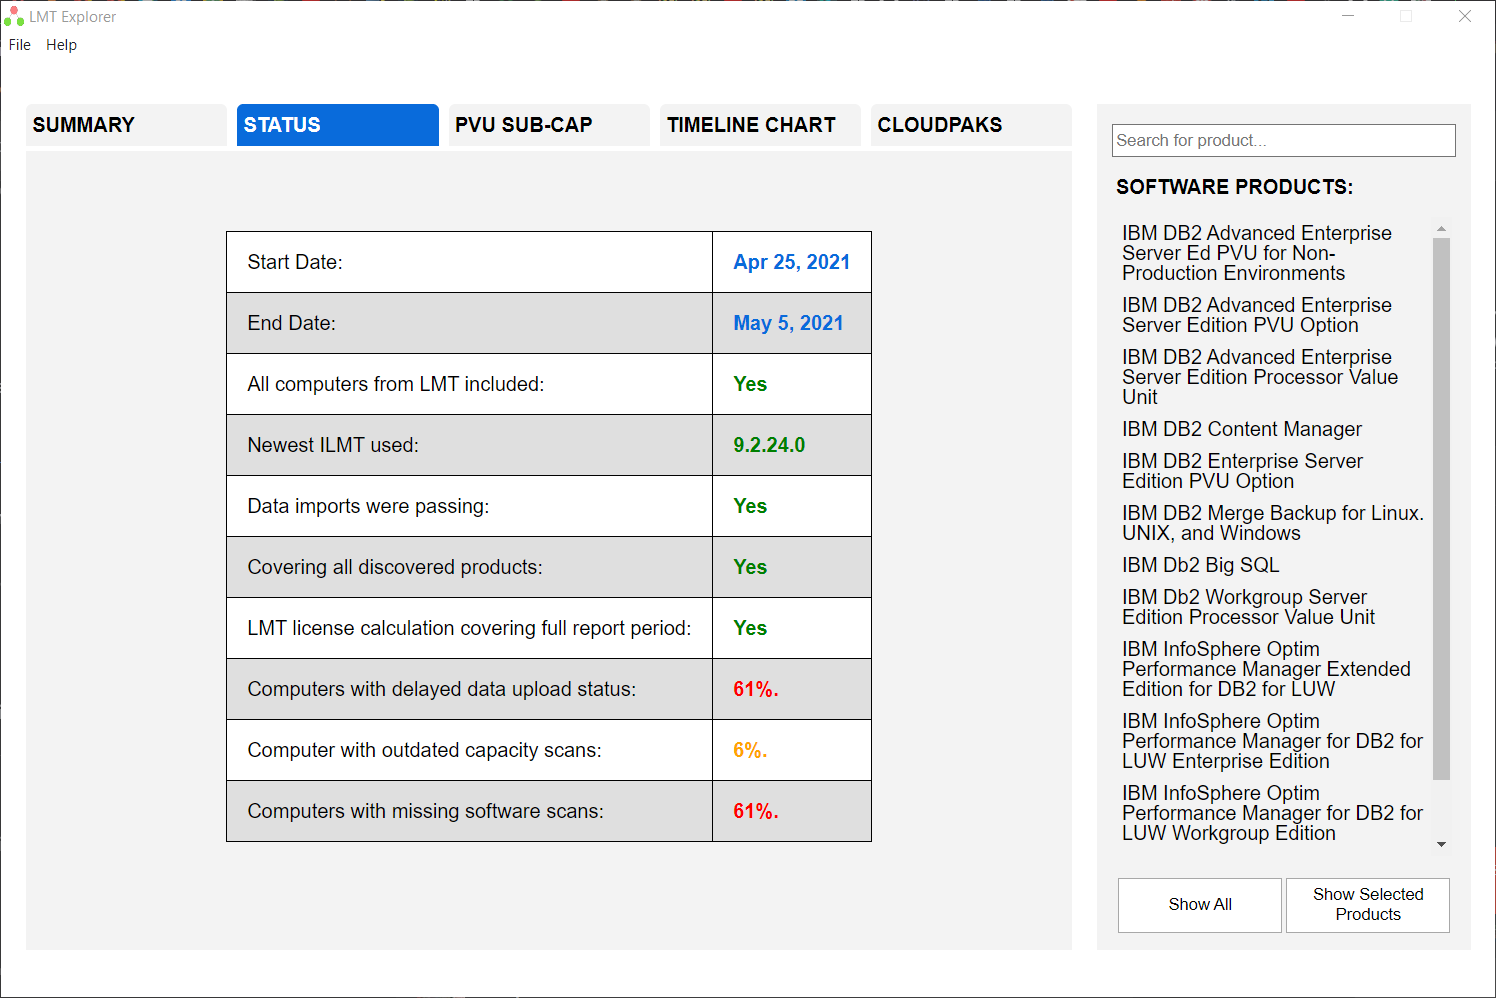 LMT Explorer
File Help
SUMMARY STATUS PVU SUB-CAP TIMELINE CHART CLOUDPAKS
Start Date: Apr 25, 2021
End Date: May 5, 2021
All computers from LMT included: Yes
Newest ILMT used: 9.2.24.0
Data imports were passing: Yes
Covering all discovered products: Yes
LMT license calculation covering full report period: Yes
Computers with delayed data upload status: 61%.
Computer with outdated capacity scans: 6%.
Computers with missing software scans: 61%.
Search for product...
SOFTWARE PRODUCTS:
IBM DB2 Advanced Enterprise
Server Ed PVU for Non-
Production Environments
IBM DB2 Advanced Enterprise
Server Edition PVU Option
IBM DB2 Advanced Enterprise
Server Edition Processor Value
Unit
IBM DB2 Content Manager
IBM DB2 Enterprise Server
Edition PVU Option
IBM DB2 Merge Backup for Linux.
UNIX, and Windows
IBM Db2 Big SQL
IBM Db2 Workgroup Server
Edition Processor Value Unit
IBM InfoSphere Optim
Performance Manager Extended
Edition for DB2 for LUW
IBM InfoSphere Optim
Performance Manager for DB2 for
LUW Enterprise Edition
IBM InfoSphere Optim
Performance Manager for DB2 for
LUW Workgroup Edition
Show All
Show Selected
Products